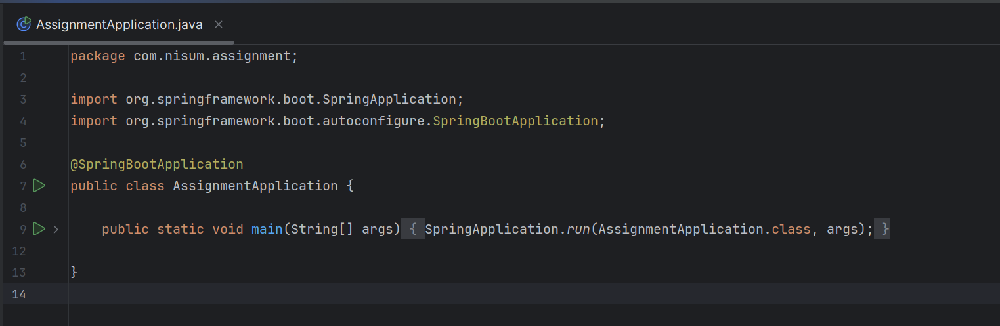 AssignmentApplication.java
1 package com.nisum.assignment;
2
3 import org.springframework.boot.SpringApplication;
4 import org.springframework.boot.autoconfigure.SpringBootApplication;
5
6 @SpringBootApplication
7 public class AssignmentApplication {
8
9 public static void main(String[] args) { SpringApplication.run(AssignmentApplication.class, args); }
12
13 }
14